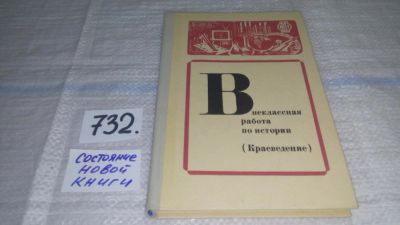 732.
СОСТОЯНИЕ
НОВОЙ
КНИГИ
Внеклассная
работа
по истории
(Краеведение)